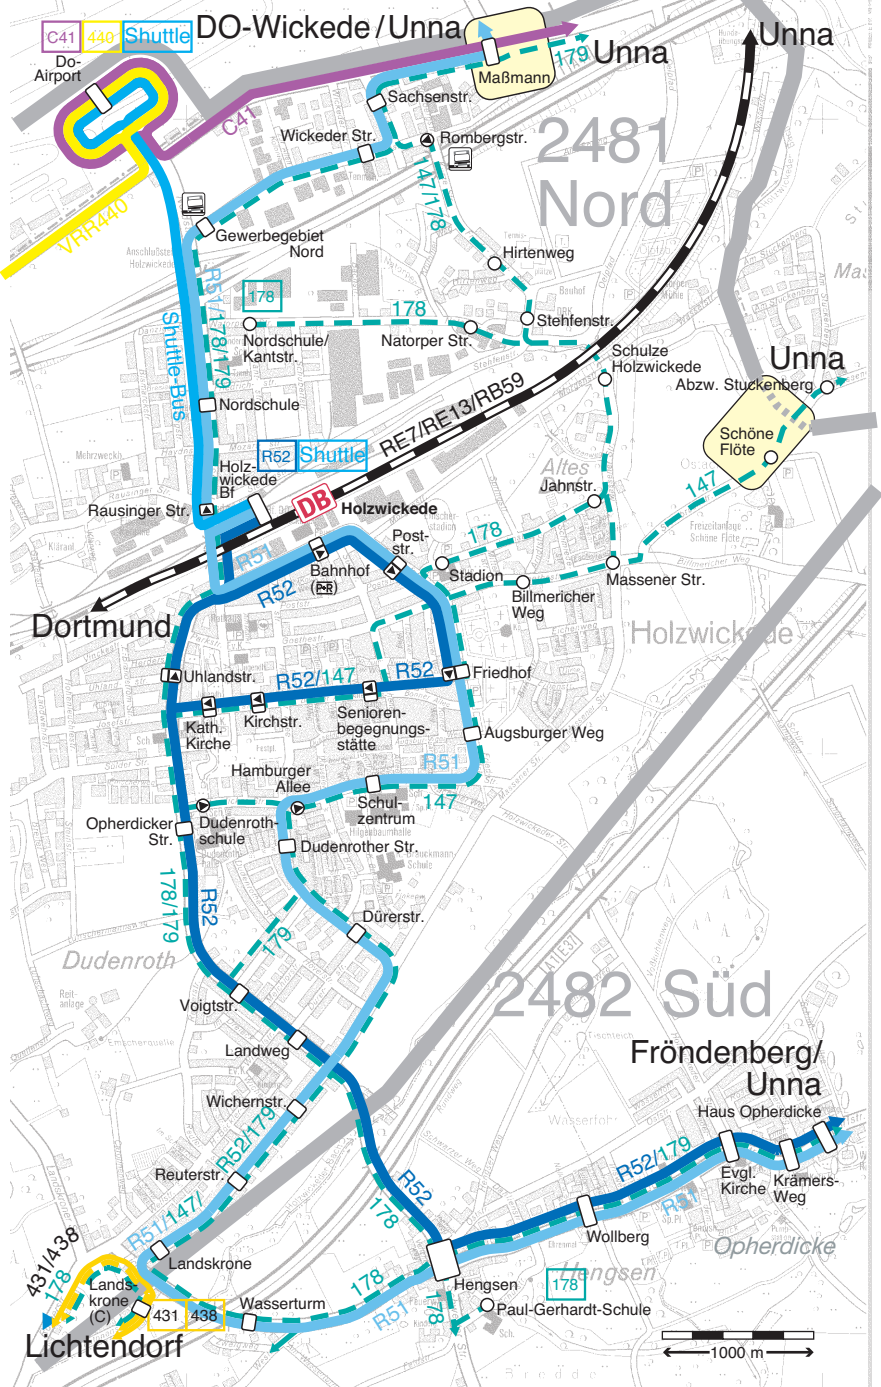 C41
440
Shuttle
DO-Wickede / Unna
Do-
Airport
Maßmann
179
Unna
Unna
Sachsenstr.
C41
Wickeder Str.
Rombergstr.
2481
Nord
147/178
VRR440
Gewerbegebiet
Nord
Hirtenweg
R51/178/179
Shuttle-Bus
178
178
Nordschule/
Kantstr.
Natorper Str.
Stehfenstr.
Schulze
Holzwickede
Unna
Abzw. Stuckenberg
RE7/RE13/RB59
Nordschule
Schöne
Flöte
R52
Shuttle
Holz-
wickede
Bf
Altes
Jahnstr.
147
Rausinger Str.
DB
Holzwickede
178
R51
Bahnhof
(P+R)
Post-
str.
Stadion
Massener Str.
Billmericher
Weg
R52
Dortmund
Holzwickede
Uhlandstr.
R52/147
R52
Friedhof
Kath.
Kirche
Kirchstr.
Senioren-
begegnungs-
stätte
Augsburger Weg
Hamburger
Allee
R51
147
Schul-
zentrum
Opherdicker
Str.
Dudenroth-
schule
Dudenrother Str.
178/179
R52
Dürerstr.
179
Dudenroth
A1/E37
2482 Süd
Voigtstr.
Landweg
Fröndenberg/
Unna
Haus Opherdicke
Wichernstr.
R52/179
R52
178
R52/179
Evgl.
Kirche
Krämers-
Weg
Reuterstr.
R51/147/
R51
Wollberg
Opherdicke
431/438
178
Landskrone
Lands-
krone
(C)
431
438
Wasserturm
178
R51
Hengsen
Hengsen
178
178
Paul-Gerhardt-Schule
Lichtendorf
1000 m